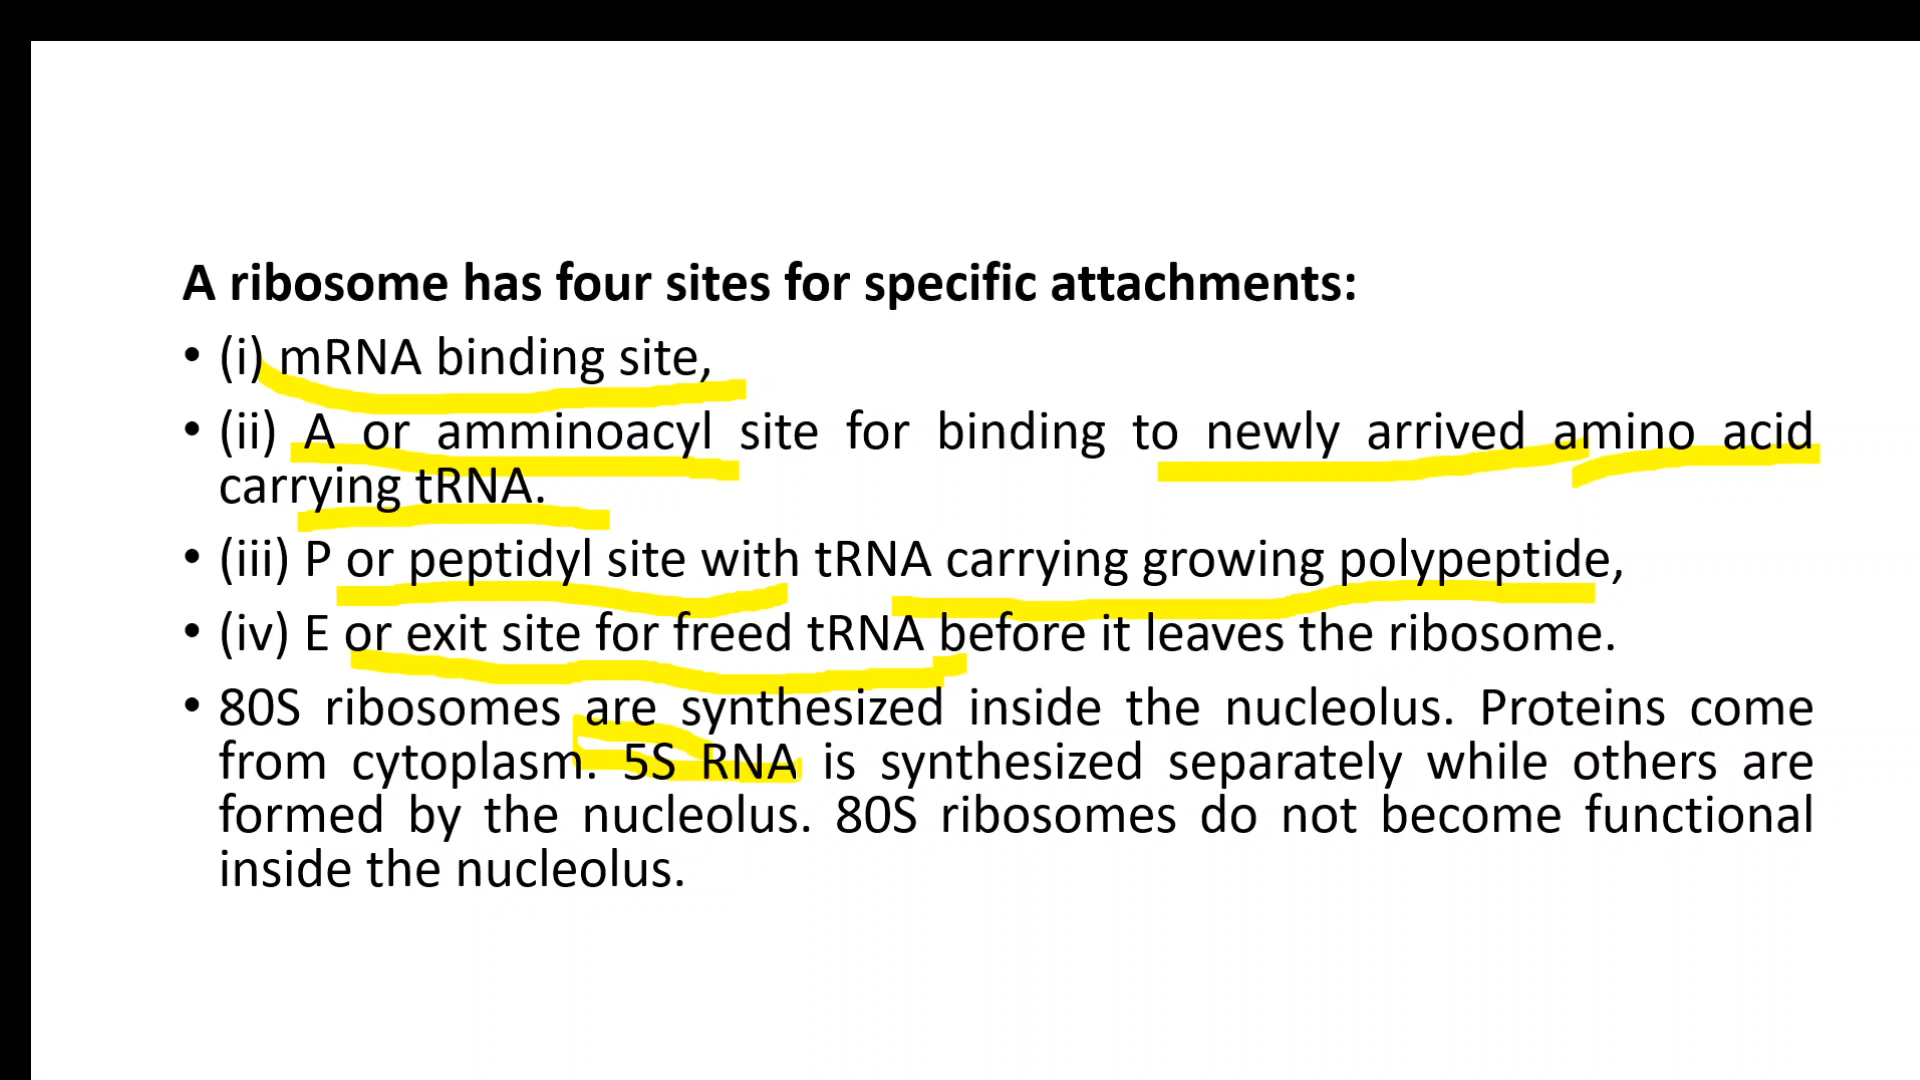 A ribosome has four sites for specific attachments:
• (i) mRNA binding site,
• (ii) A or amminoacyl site for binding to newly arrived amino acid
carrying tRNA.
• (iii) P or peptidyl site with tRNA carrying growing polypeptide,
• (iv) E or exit site for freed tRNA before it leaves the ribosome.
• 80S ribosomes are synthesized inside the nucleolus. Proteins come
from cytoplasm. 5S RNA is synthesized separately while others are
formed by the nucleolus. 80S ribosomes do not become functional
inside the nucleolus.